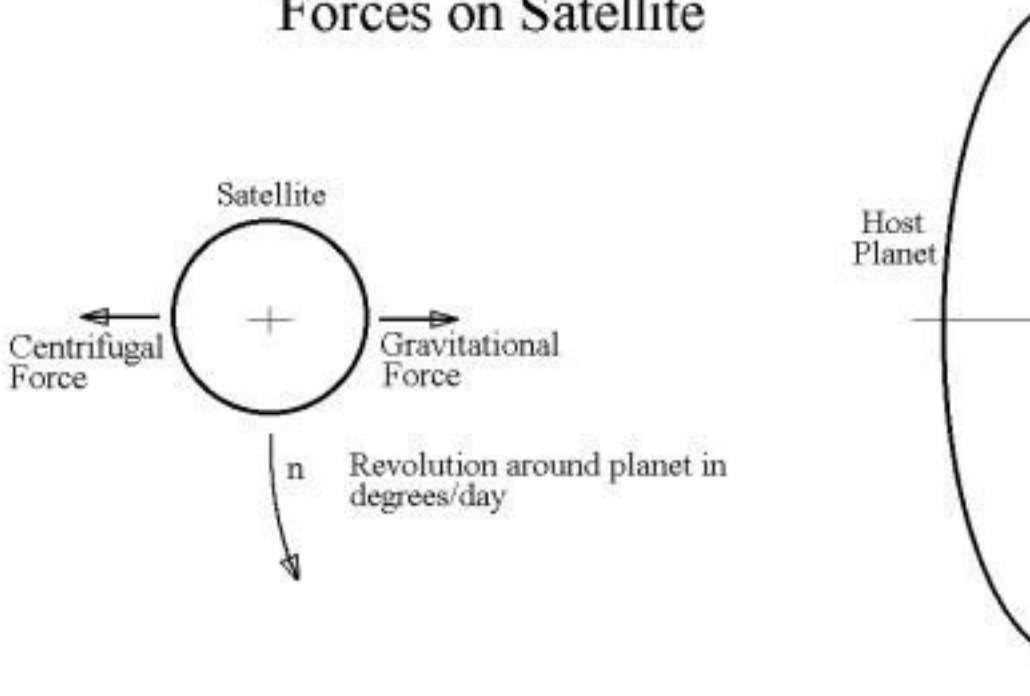 Forces on Satellite
Satellite
Host
Planet
Centrifugal
Force
Gravitational
Force
n
Revolution around planet in
degrees/day